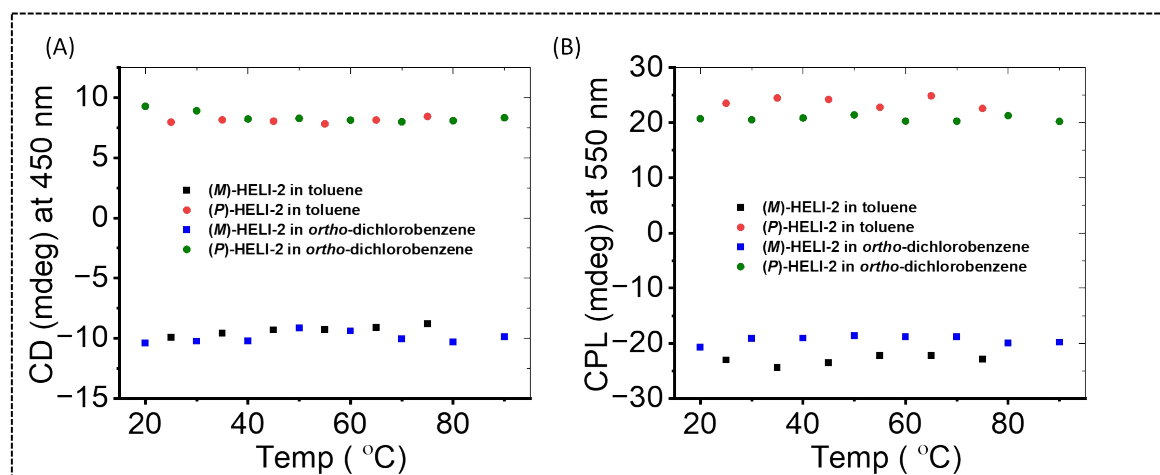 (A)
CD (mdeg) at 450 nm
10
5
0
−5
−10
−15
20
40
60
80
Temp ( °C)
(M)-HELI-2 in toluene
(P)-HELI-2 in toluene
(M)-HELI-2 in ortho-dichlorobenzene
(P)-HELI-2 in ortho-dichlorobenzene
(B)
CPL (mdeg) at 550 nm
30
20
10
0
−10
−20
−30
20
40
60
80
Temp ( °C)
(M)-HELI-2 in toluene
(P)-HELI-2 in toluene
(M)-HELI-2 in ortho-dichlorobenzene
(P)-HELI-2 in ortho-dichlorobenzene